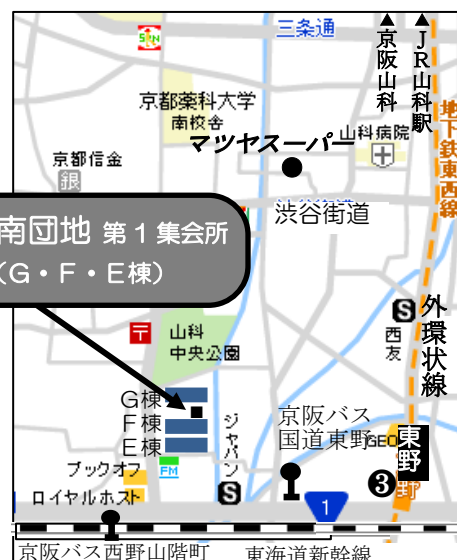 三条通
▲京阪山科
▲JR山科駅
地下鉄東西線
京都薬科大学
南校舎
マツヤスーパー
山科病院
京都信金
銀
渋谷街道
南団地 第1集会所
(G・F・E棟)
外環状線
S
西友
山科
中央公園
G棟
F棟
E棟
ジャパン
S
京阪バス
国道東野
GEO
東野
野
❸
ブックオフ
FM
ロイヤルホスト
1
京阪バス西野山階町
東海道新幹線